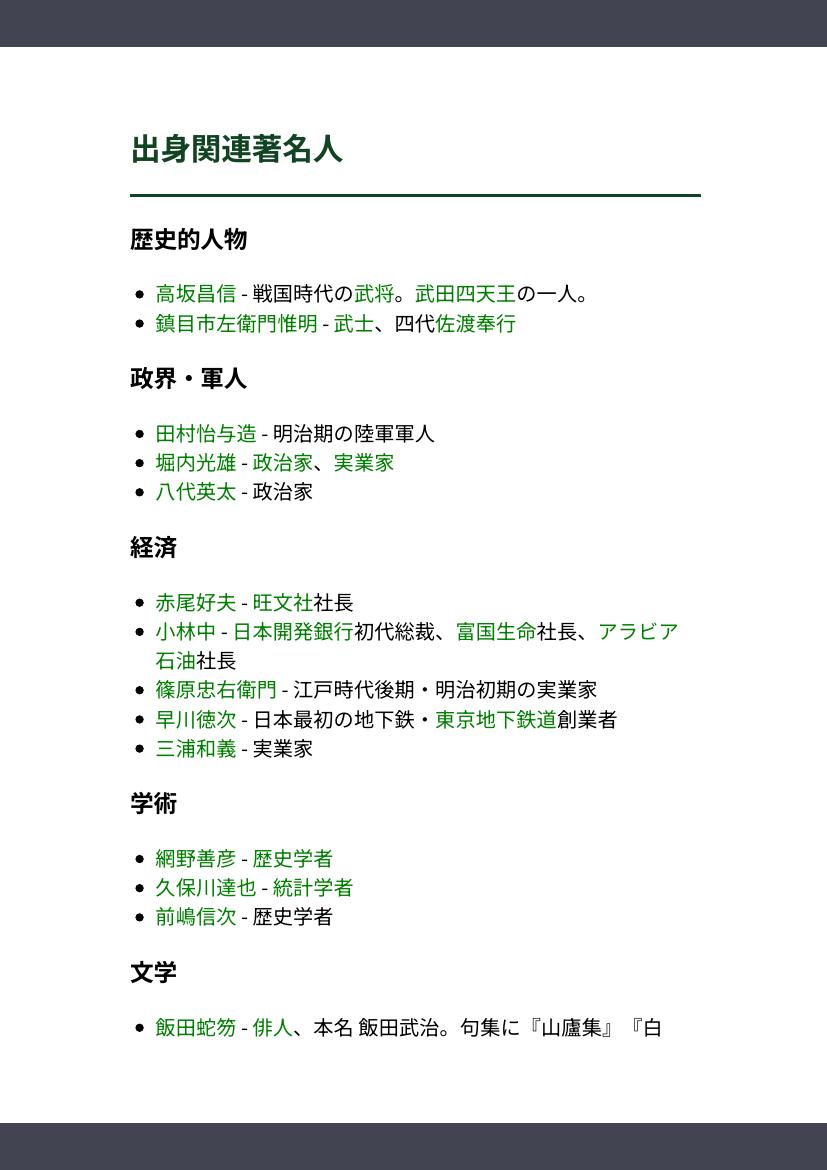 出身関連著名人
歴史的人物
高坂昌信 - 戦国時代の武将。武田四天王の一人。
鎮目市左衛門惟明 - 武士、四代佐渡奉行
政界・軍人
田村怡与造 - 明治期の陸軍軍人
堀内光雄 - 政治家、実業家
八代英太 - 政治家
経済
赤尾好夫 - 旺文社社長
小林中 - 日本開発銀行初代総裁、富国生命社長、アラビア
石油社長
篠原忠右衛門 - 江戸時代後期・明治初期の実業家
早川徳次 - 日本最初の地下鉄・東京地下鉄道創業者
三浦和義 - 実業家
学術
網野善彦 - 歴史学者
久保川達也 - 統計学者
前嶋信次 - 歴史学者
文学
飯田蛇笏 - 俳人、本名 飯田武治。句集に『山廬集』『白